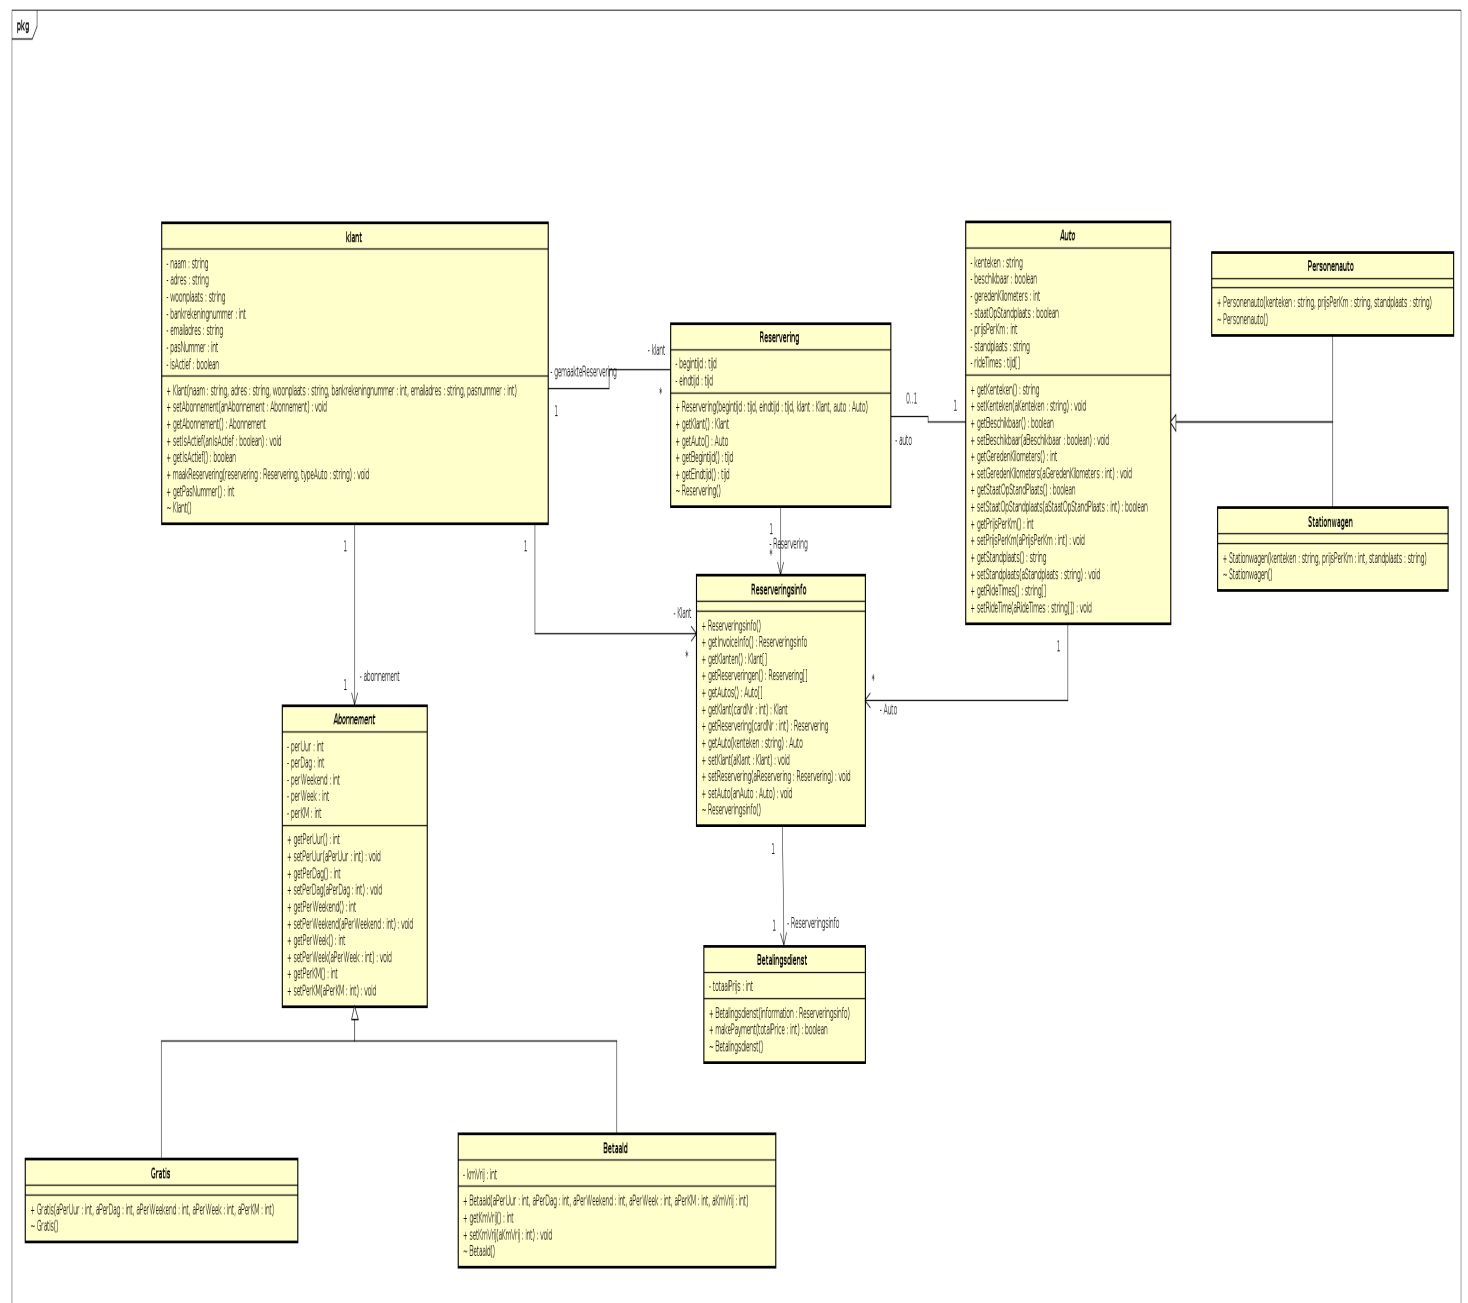 pkg
klant
- naam : string
- adres : string
- woonplaats : string
- bankrekeningnummer : int
- emailadres : string
- pasNummer : int
- isActief : boolean
+ Klant(naam : string, adres : string, woonplaats : string, bankrekeningnummer : int, emailadres : string, pasnummer : int)
+ setAbonnement(anAbonnement : Abonnement) : void
+ getAbonnement() : Abonnement
+ setIsActief(anIsActief : boolean) : void
+ getIsActief() : boolean
+ maakReservering(reservering : Reservering, typeAuto : string) : void
+ getPasNummer() : int
~ Klant()
- gemaakteReservering
1
- klant
*
Reservering
- begintijd : tijd
- eindtijd : tijd
+ Reservering(begintijd : tijd, eindtijd : tijd, klant : Klant, auto : Auto)
+ getKlant() : Klant
+ getAuto() : Auto
+ getBegintijd() : tijd
+ getEindtijd() : tijd
~ Reservering()
0..1
- auto
1
Auto
- kenteken : string
- beschikbaar : boolean
- geredenKilometers : int
- staatOpStandplaats : boolean
- prijsPerKm : int
- standplaats : string
- rideTimes : tijd[]
+ getKenteken() : string
+ setKenteken(aKenteken : string) : void
+ getBeschikbaar() : boolean
+ setBeschikbaar(aBeschikbaar : boolean) : void
+ getGeredenKilometers() : int
+ setGeredenKilometers(aGeredenKilometers : int) : void
+ getStaatOpStandPlaats() : boolean
+ setStaatOpStandplaats(aStaatOpStandPlaats : int) : boolean
+ getPrijsPerKm() : int
+ setPrijsPerKm(aPrijsPerKm : int) : void
+ getStandplaats() : string
+ setStandplaats(aStandplaats : string) : void
+ getRideTimes() : string[]
+ setRideTime(aRideTimes : string[]) : void
Personenauto
+ Personenauto(kenteken : string, prijsPerKm : string, standplaats : string)
~ Personenauto()
Stationwagen
+ Stationwagen(kenteken : string, prijsPerKm : int, standplaats : string)
~ Stationwagen()
1
1
1
- Reservering
*
- Klant
*
Reserveringsinfo
+ Reserveringsinfo()
+ getInvoiceInfo() : Reserveringsinfo
+ getKlanten() : Klant[]
+ getReserveringen() : Reservering[]
+ getAutos() : Auto[]
+ getKlant(cardNr : int) : Klant
+ getReservering(cardNr : int) : Reservering
+ getAuto(kenteken : string) : Auto
+ setKlant(aKlant : Klant) : void
+ setReservering(aReservering : Reservering) : void
+ setAuto(anAuto : Auto) : void
~ Reserveringsinfo()
1
*
- Auto
1
- abonnement
Abonnement
- perUur : int
- perDag : int
- perWeekend : int
- perWeek : int
- perKM : int
+ getPerUur() : int
+ setPerUur(aPerUur : int) : void
+ getPerDag() : int
+ setPerDag(aPerDag : int) : void
+ getPerWeekend() : int
+ setPerWeekend(aPerWeekend : int) : void
+ getPerWeek() : int
+ setPerWeek(aPerWeek : int) : void
+ getPerKM() : int
+ setPerKM(aPerKM : int) : void
1
1
- Reserveringsinfo
Betalingsdienst
- totaalPrijs : int
+ Betalingsdienst(information : Reserveringsinfo)
+ makePayment(totalPrice : int) : boolean
~ Betalingsdienst()
Gratis
+ Gratis(aPerUur : int, aPerDag : int, aPerWeekend : int, aPerWeek : int, aPerKM : int)
~ Gratis()
Betaald
- kmVrij : int
+ Betaald(aPerUur : int, aPerDag : int, aPerWeekend : int, aPerWeek : int, aPerKM : int, aKmVrij : int)
+ getKmVrij() : int
+ setKmVrij(aKmVrij : int) : void
~ Betaald()